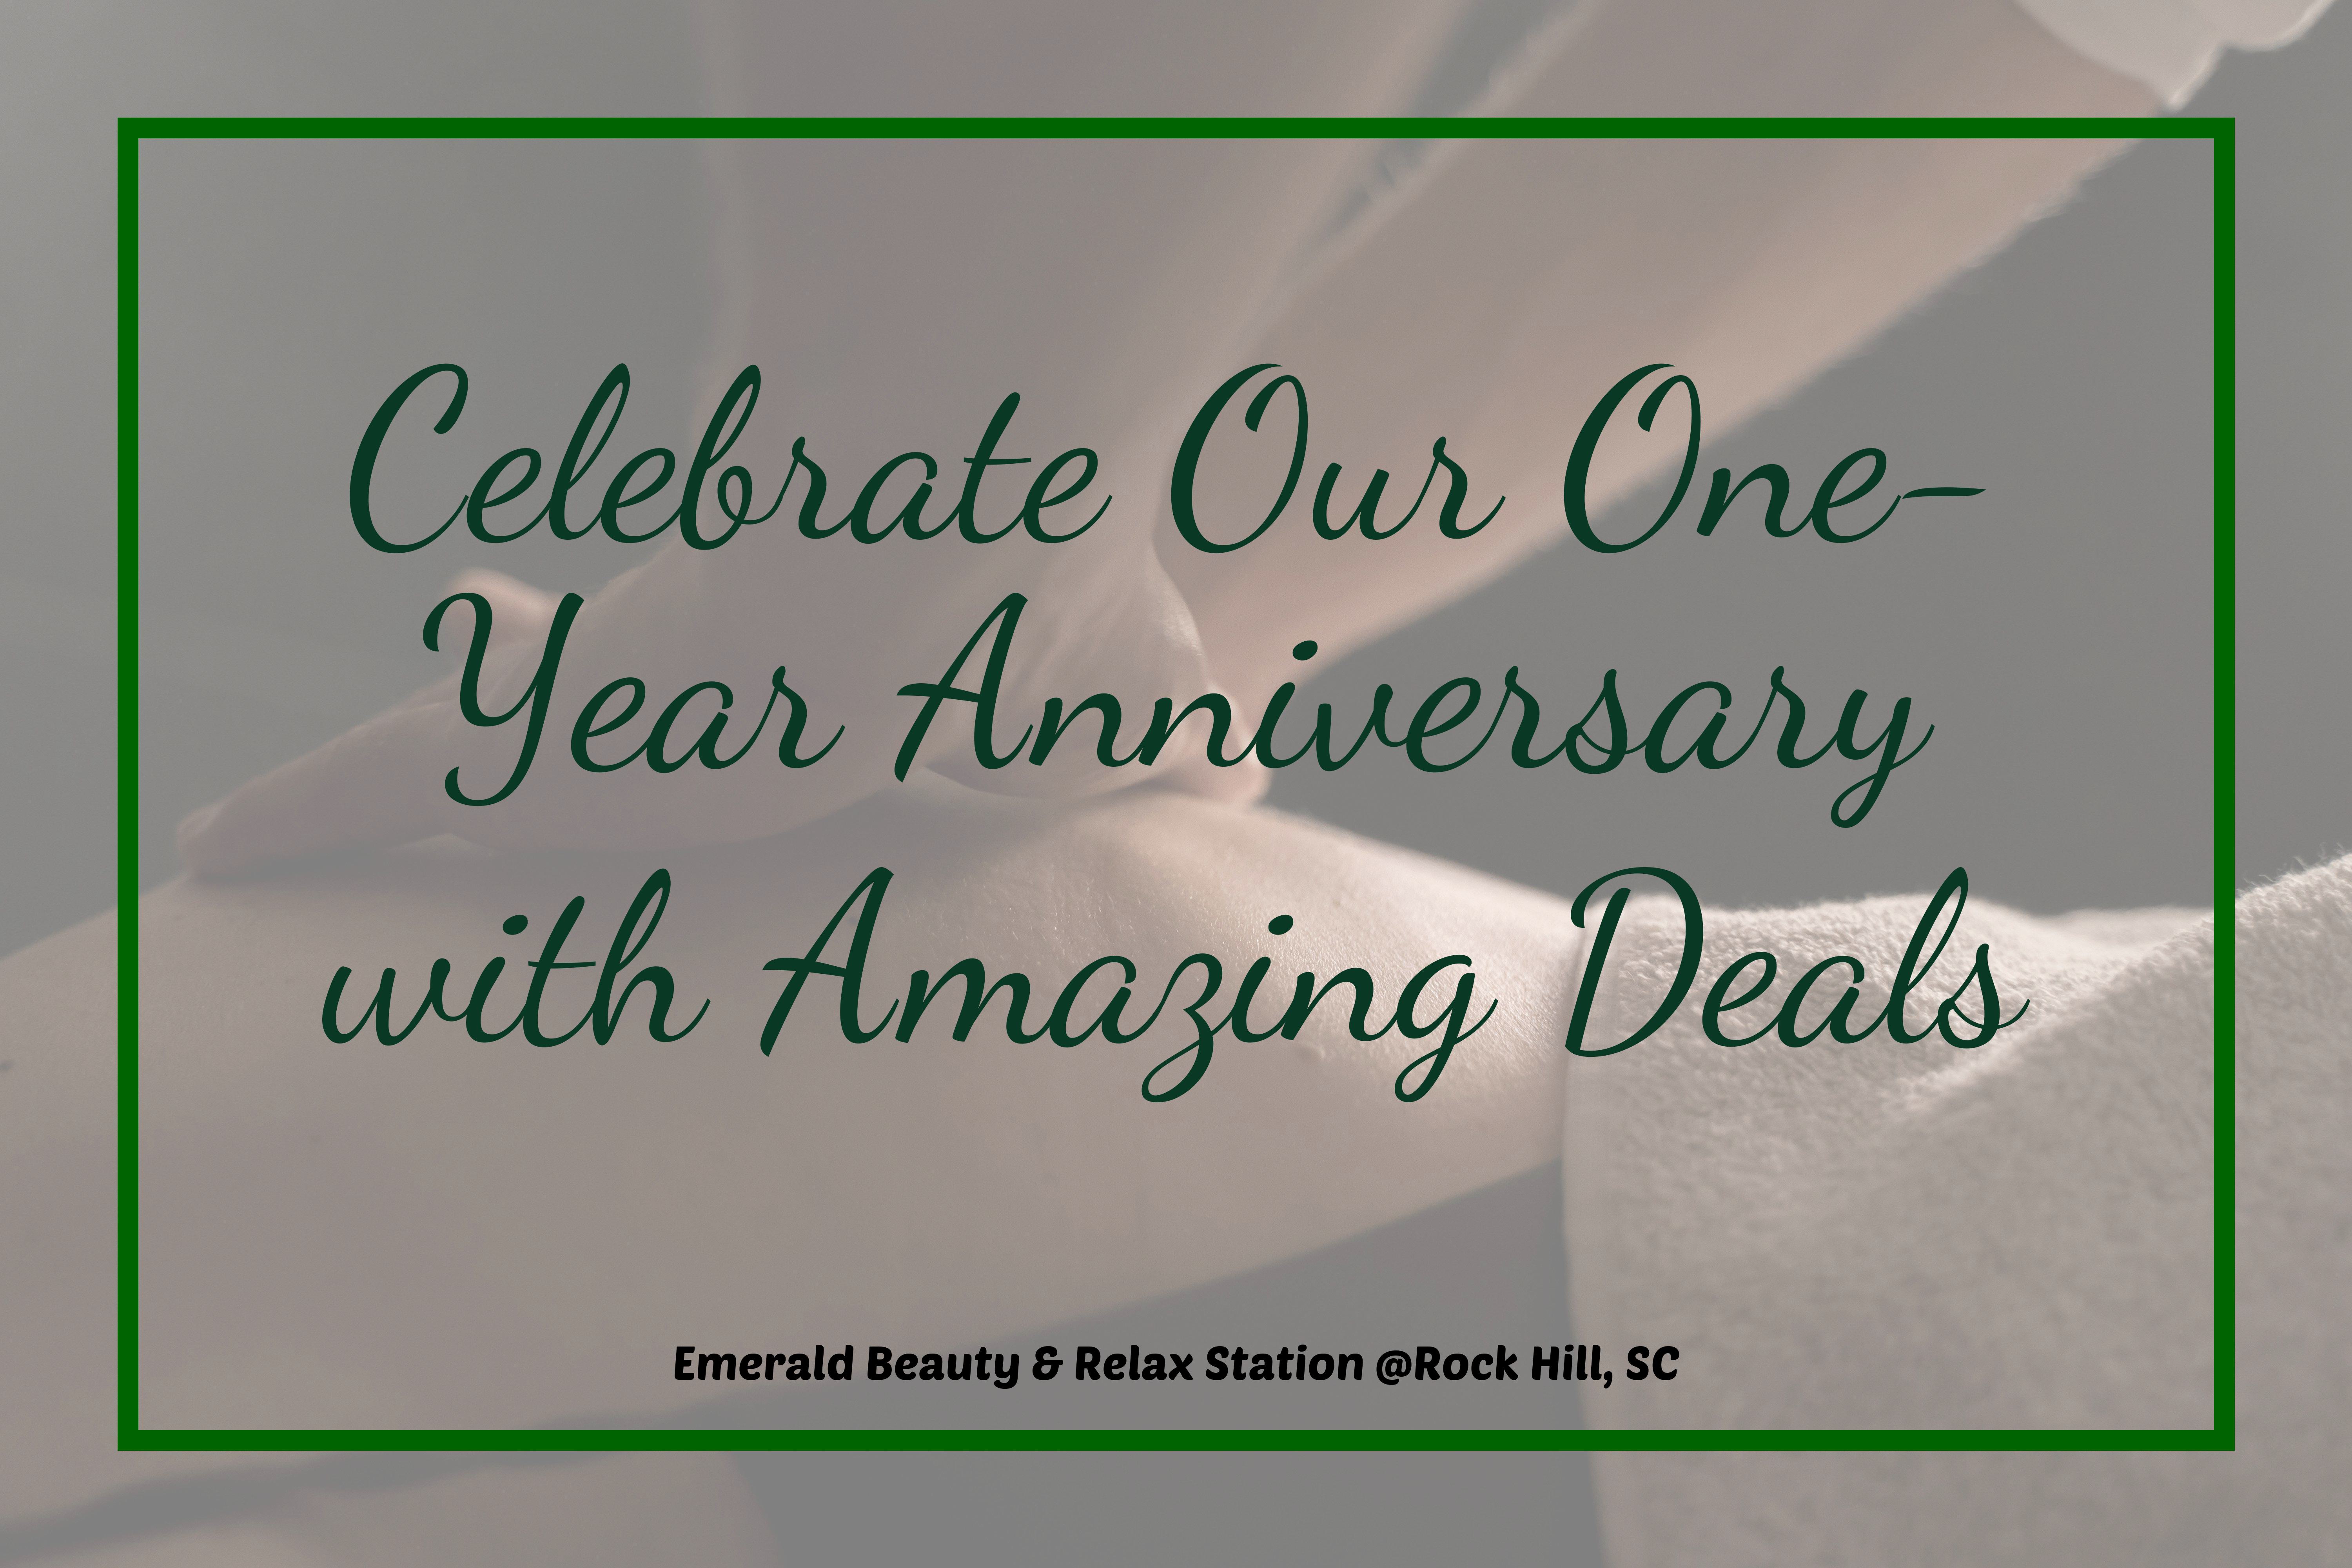 Celebrate Our One-
Year Anniversary
with Amazing Deals
Emerald Beauty & Relax Station @Rock Hill, SC